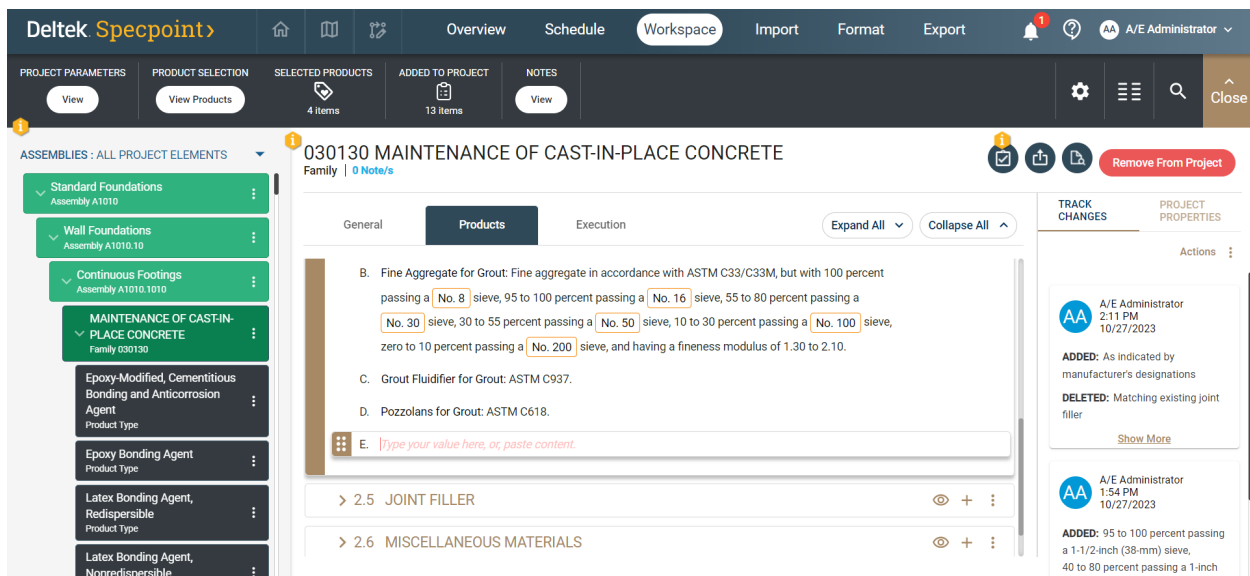 Deltek Specpoint>
Overview Schedule Workspace Import Format Export 1 AA A/E Administrator
PROJECT PARAMETERS PRODUCT SELECTION SELECTED PRODUCTS ADDED TO PROJECT NOTES
View View Products 4 items 13 items View Close
ASSEMBLIES : ALL PROJECT ELEMENTS
Standard Foundations
Assembly A1010
Wall Foundations
Assembly A1010.10
Continuous Footings
Assembly A1010.1010
MAINTENANCE OF CAST-IN-
PLACE CONCRETE
Family 030130
Epoxy-Modified, Cementitious
Bonding and Anticorrosion
Agent
Product Type
Epoxy Bonding Agent
Product Type
Latex Bonding Agent,
Redispersible
Product Type
Latex Bonding Agent,
Nonredispersible
030130 MAINTENANCE OF CAST-IN-PLACE CONCRETE
Family | 0 Note/s
Remove From Project
General Products Execution Expand All Collapse All
B. Fine Aggregate for Grout: Fine aggregate in accordance with ASTM C33/C33M, but with 100 percent
passing a No. 8 sieve, 95 to 100 percent passing a No. 16 sieve, 55 to 80 percent passing a
No. 30 sieve, 30 to 55 percent passing a No. 50 sieve, 10 to 30 percent passing a No. 100 sieve,
zero to 10 percent passing a No. 200 sieve, and having a fineness modulus of 1.30 to 2.10.
C. Grout Fluidifier for Grout: ASTM C937.
D. Pozzolans for Grout: ASTM C618.
E. Type your value here, or, paste content.
2.5 JOINT FILLER
2.6 MISCELLANEOUS MATERIALS
TRACK CHANGES
PROJECT PROPERTIES
Actions
AA
A/E Administrator
2:11 PM
10/27/2023
ADDED: As indicated by
manufacturer's designations
DELETED: Matching existing joint
filler
Show More
AA
A/E Administrator
1:54 PM
10/27/2023
ADDED: 95 to 100 percent passing
a 1-1/2-inch (38-mm) sieve,
40 to 80 percent passing a 1-inch